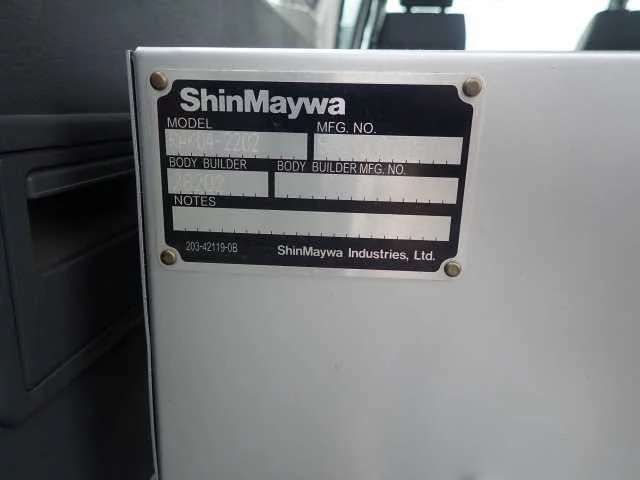 ShinMaywa
MODEL MFG. NO.
BODY BUILDER BODY BUILDER MFG. NO.
NOTES
203-42119-0B ShinMaywa Industries, Ltd.